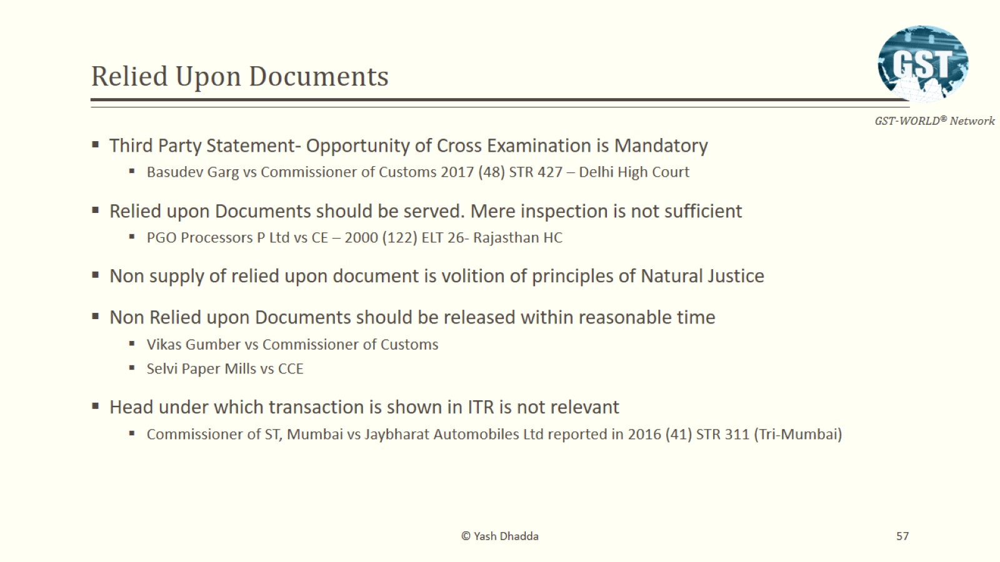 GST
Relied Upon Documents
GST-WORLD® Network
▪ Third Party Statement- Opportunity of Cross Examination is Mandatory
▪ Basudev Garg vs Commissioner of Customs 2017 (48) STR 427 – Delhi High Court
▪ Relied upon Documents should be served. Mere inspection is not sufficient
▪ PGO Processors P Ltd vs CE – 2000 (122) ELT 26- Rajasthan HC
▪ Non supply of relied upon document is volition of principles of Natural Justice
▪ Non Relied upon Documents should be released within reasonable time
▪ Vikas Gumber vs Commissioner of Customs
▪ Selvi Paper Mills vs CCE
▪ Head under which transaction is shown in ITR is not relevant
▪ Commissioner of ST, Mumbai vs Jaybharat Automobiles Ltd reported in 2016 (41) STR 311 (Tri-Mumbai)
© Yash Dhadda
57